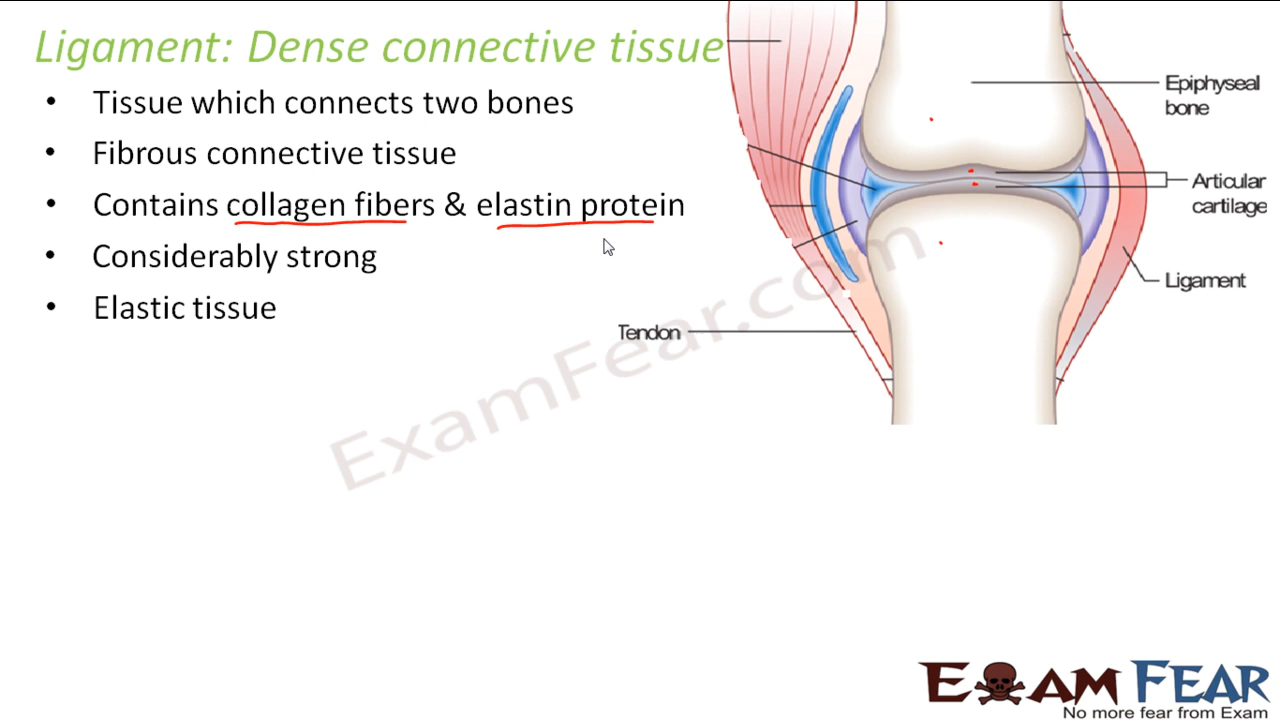 Ligament: Dense connective tissue
• Tissue which connects two bones
• Fibrous connective tissue
• Contains collagen fibers & elastin protein
• Considerably strong
• Elastic tissue
Epiphyseal
bone
Articular
cartilage
Ligament
Tendon
ExamFear.com
EXAM FEAR
No more fear from Exam